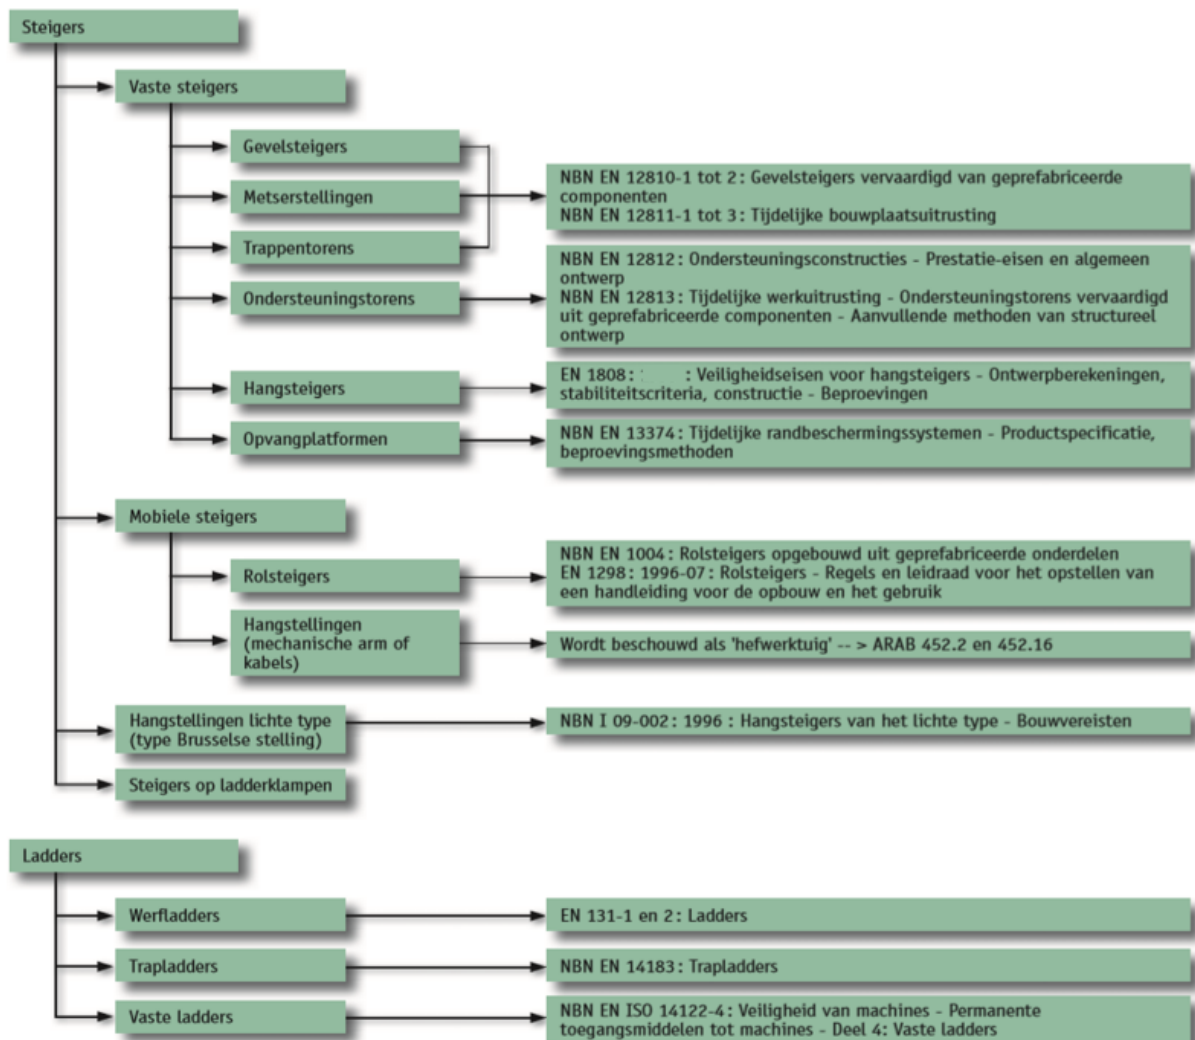 Steigers
Vaste steigers
Gevelsteigers
Metserstellingen
Trappentorens
NBN EN 12810-1 tot 2: Gevelsteigers vervaardigd van geprefabriceerde
componenten
NBN EN 12811-1 tot 3: Tijdelijke bouwplaatsuitrusting
Ondersteuningstorens
NBN EN 12812: Ondersteuningsconstructies - Prestatie-eisen en algemeen
ontwerp
NBN EN 12813: Tijdelijke werkuitrusting - Ondersteuningstorens vervaardigd
uit geprefabriceerde componenten - Aanvullende methoden van structureel
ontwerp
Hangsteigers
EN 1808: : Veiligheidseisen voor hangsteigers - Ontwerpberekeningen,
stabiliteitscriteria, constructie - Beproevingen
Opvangplatformen
NBN EN 13374: Tijdelijke randbeschermingssystemen - Productspecificatie,
beproevingsmethoden
Mobiele steigers
Rolsteigers
NBN EN 1004: Rolsteigers opgebouwd uit geprefabriceerde onderdelen
EN 1298: 1996-07: Rolsteigers - Regels en leidraad voor het opstellen van
een handleiding voor de opbouw en het gebruik
Hangstellingen
(mechanische arm of
kabels)
Wordt beschouwd als 'hefwerktuig' -- > ARAB 452.2 en 452.16
Hangstellingen lichte type
(type Brusselse stelling)
NBN I 09-002: 1996 : Hangsteigers van het lichte type - Bouwvereisten
Steigers op ladderklampen
Ladders
Werfladders
EN 131-1 en 2: Ladders
Trapladders
NBN EN 14183: Trapladders
Vaste ladders
NBN EN ISO 14122-4: Veiligheid van machines - Permanente
toegangsmiddelen tot machines - Deel 4: Vaste ladders